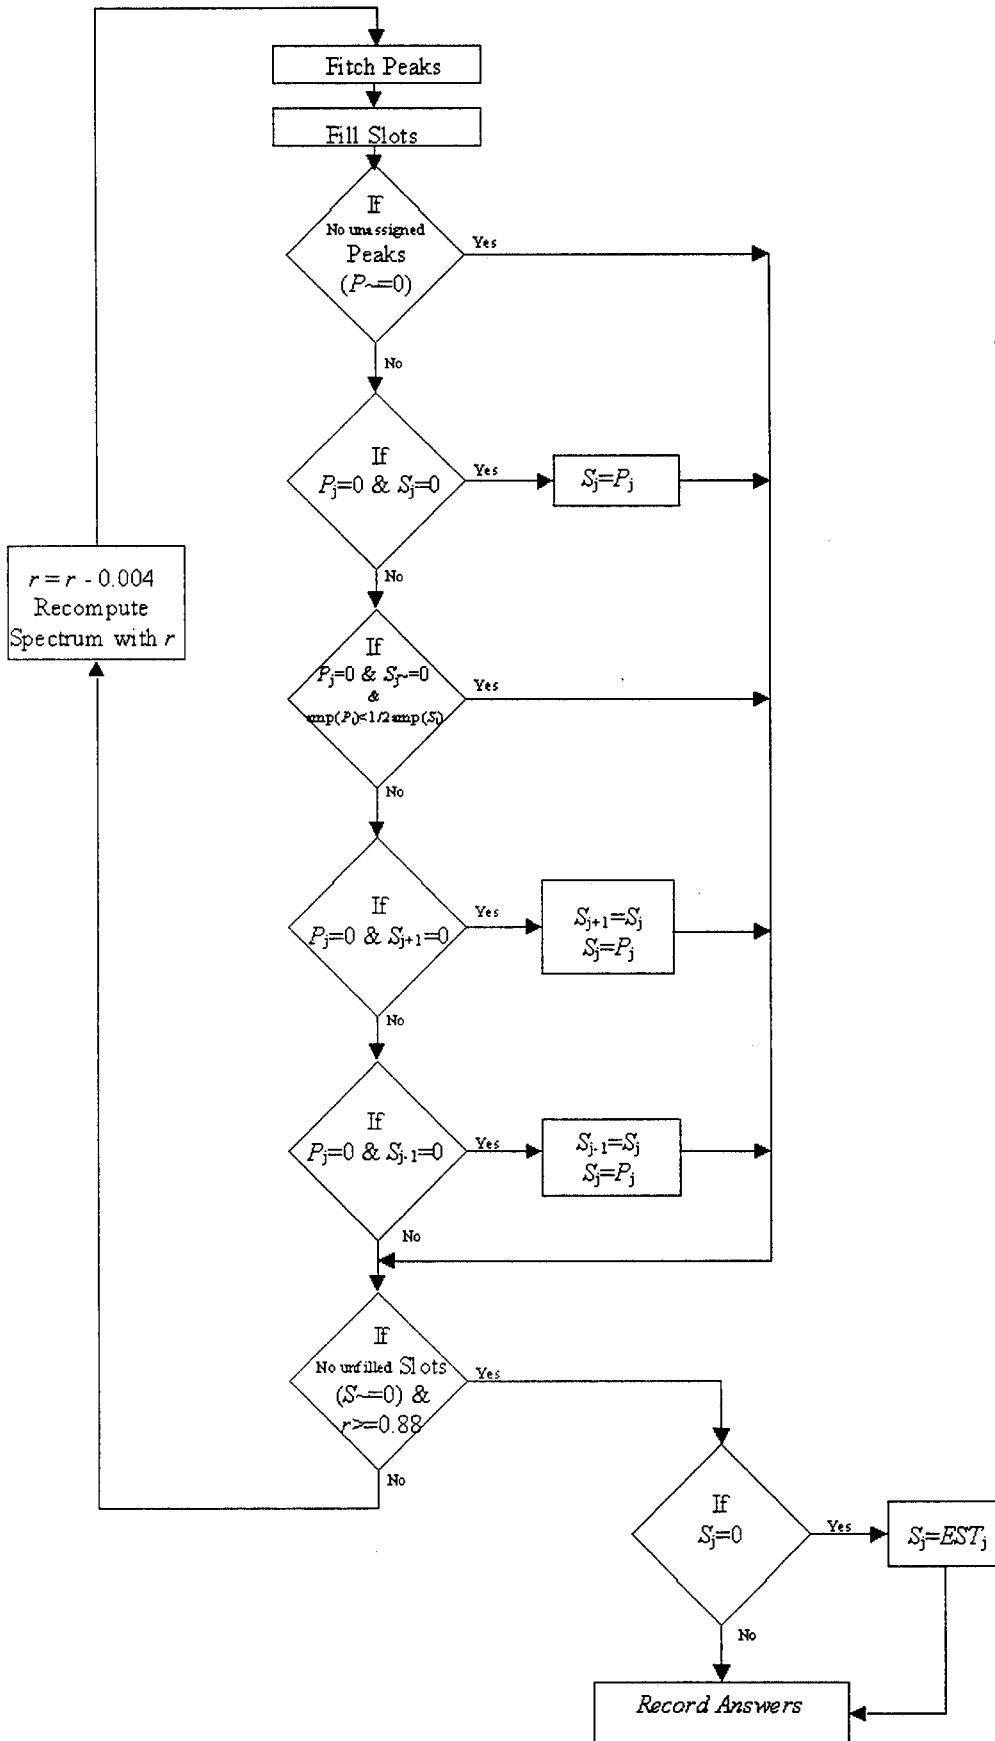 Fitch Peaks
Fill Slots
If
No unassigned
Peaks
(P~=0)
Yes
No
If
Pj=0 & Sj=0
Yes
Sj=Pj
No
r = r - 0.004
Recompute
Spectrum with r
If
Pj=0 & Sj~=0
&
amp(Pj)<1/2amp(Sj)
Yes
No
If
Pj=0 & Sj+1=0
Yes
Sj+1=Sj
Sj=Pj
No
If
Pj=0 & Sj-1=0
Yes
Sj-1=Sj
Sj=Pj
No
If
No unfilled Slots
(S~=0) &
r>=0.88
Yes
No
If
Sj=0
Yes
Sj=ESTj
No
Record Answers